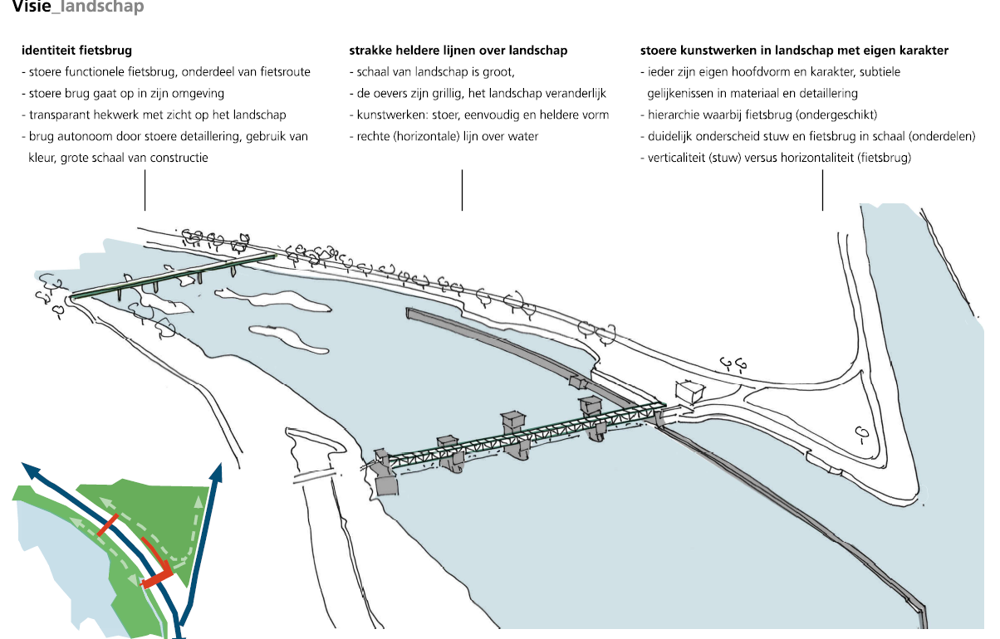 Visie_landschap
identiteit fietsbrug
- stoere functionele fietsbrug, onderdeel van fietsroute
- stoere brug gaat op in zijn omgeving
- transparant hekwerk met zicht op het landschap
- brug autonoom door stoere detaillering, gebruik van
kleur, grote schaal van constructie
strakke heldere lijnen over landschap
- schaal van landschap is groot,
- de oevers zijn grillig, het landschap veranderlijk
- kunstwerken: stoer, eenvoudig en heldere vorm
- rechte (horizontale) lijn over water
stoere kunstwerken in landschap met eigen karakter
- ieder zijn eigen hoofdvorm en karakter, subtiele
gelijkenissen in materiaal en detaillering
- hierarchie waarbij fietsbrug (ondergeschikt)
- duidelijk onderscheid stuw en fietsbrug in schaal (onderdelen)
- verticaliteit (stuw) versus horizontaliteit (fietsbrug)